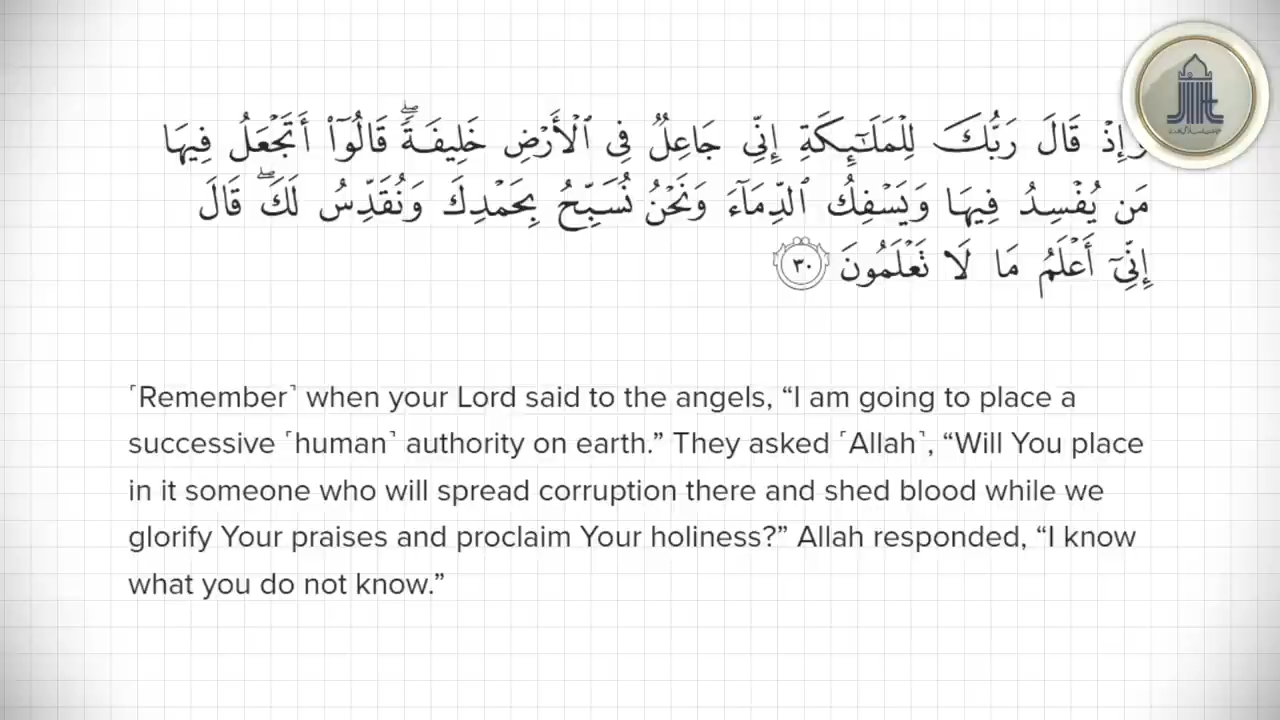 وَإِذْ قَالَ رَبُّكَ لِلْمَلَـٰٓئِكَةِ إِنِّى جَاعِلٌ فِى ٱلْأَرْضِ خَلِيفَةً ۖ قَالُوٓا۟ أَتَجْعَلُ فِيهَا
مَن يُفْسِدُ فِيهَا وَيَسْفِكُ ٱلدِّمَآءَ وَنَحْنُ نُسَبِّحُ بِحَمْدِكَ وَنُقَدِّسُ لَكَ ۖ قَالَ
إِنِّىٓ أَعْلَمُ مَا لَا تَعْلَمُونَ ٣٠
˹Remember˺ when your Lord said to the angels, “I am going to place a
successive ˹human˺ authority on earth.” They asked ˹Allah˺, “Will You place
in it someone who will spread corruption there and shed blood while we
glorify Your praises and proclaim Your holiness?” Allah responded, “I know
what you do not know.”